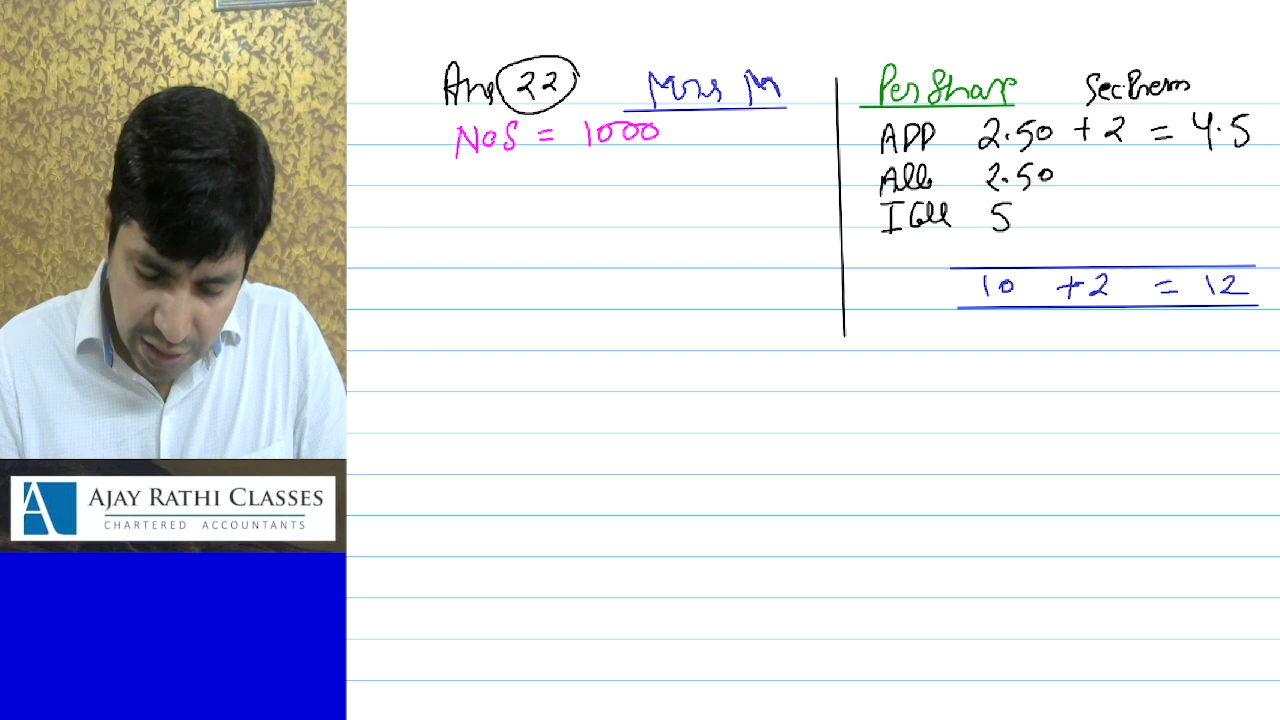 Ans 22 Mrs M
NOS = 1000
Per Share Sec Prem
APP 2.50 + 2 = 4.5
All 2.50
I Call 5
10 + 2 = 12
AJAY RATHI CLASSES
CHARTERED ACCOUNTANTS